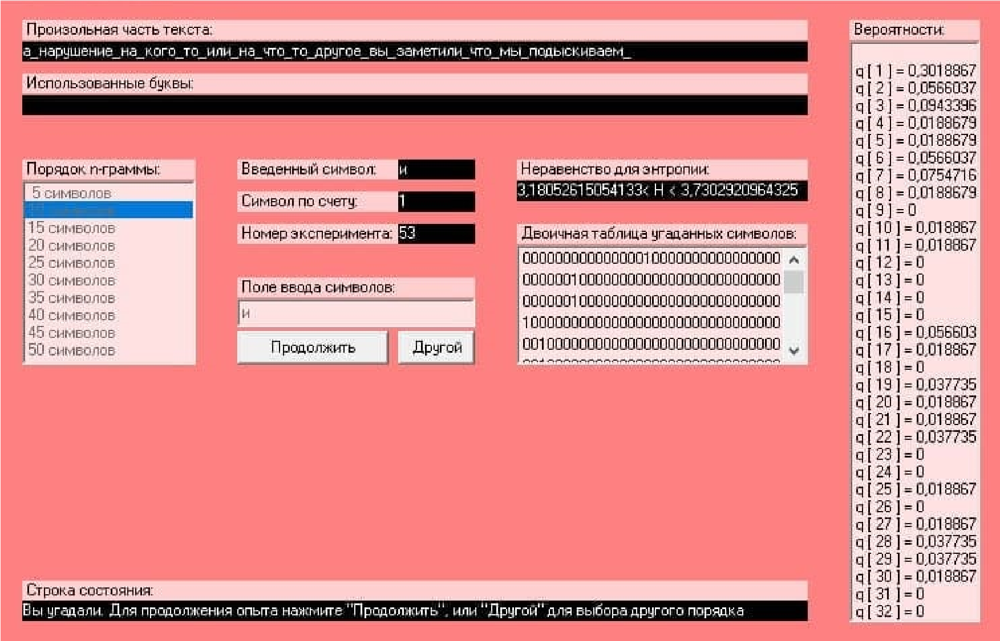 Произольная часть текста:
а_нарушение_на_кого_то_или_на_что_то_другое_вы_заметили_что_мы_подыскиваем_
Использованные буквы:
Порядок n-граммы:
5 символов
15 символов
20 символов
25 символов
30 символов
35 символов
40 символов
45 символов
50 символов
Введенный символ: и
Символ по счету: 1
Номер эксперимента: 53
Поле ввода символов:
и
Продолжить
Другой
Неравенство для энтропии:
3,18052615054133< H < 3,7302920964325
Двоичная таблица угаданных символов:
00000000000000010000000000000000
00000010000000000000000000000000
00000010000000000000000000000000
10000000000000000000000000000000
00100000000000000000000000000000
Строка состояния:
Вы угадали. Для продолжения опыта нажмите "Продолжить", или "Другой" для выбора другого порядка
Вероятности:
q[ 1 ] = 0,3018867
q[ 2 ] = 0,0566037
q[ 3 ] = 0,0943396
q[ 4 ] = 0,0188679
q[ 5 ] = 0,0188679
q[ 6 ] = 0,0566037
q[ 7 ] = 0,0754716
q[ 8 ] = 0,0188679
q[ 9 ] = 0
q[ 10 ] = 0,018867
q[ 11 ] = 0,018867
q[ 12 ] = 0
q[ 13 ] = 0
q[ 14 ] = 0
q[ 15 ] = 0
q[ 16 ] = 0,056603
q[ 17 ] = 0,018867
q[ 18 ] = 0
q[ 19 ] = 0,037735
q[ 20 ] = 0,018867
q[ 21 ] = 0,018867
q[ 22 ] = 0,037735
q[ 23 ] = 0
q[ 24 ] = 0
q[ 25 ] = 0,018867
q[ 26 ] = 0
q[ 27 ] = 0,018867
q[ 28 ] = 0,037735
q[ 29 ] = 0,037735
q[ 30 ] = 0,018867
q[ 31 ] = 0
q[ 32 ] = 0